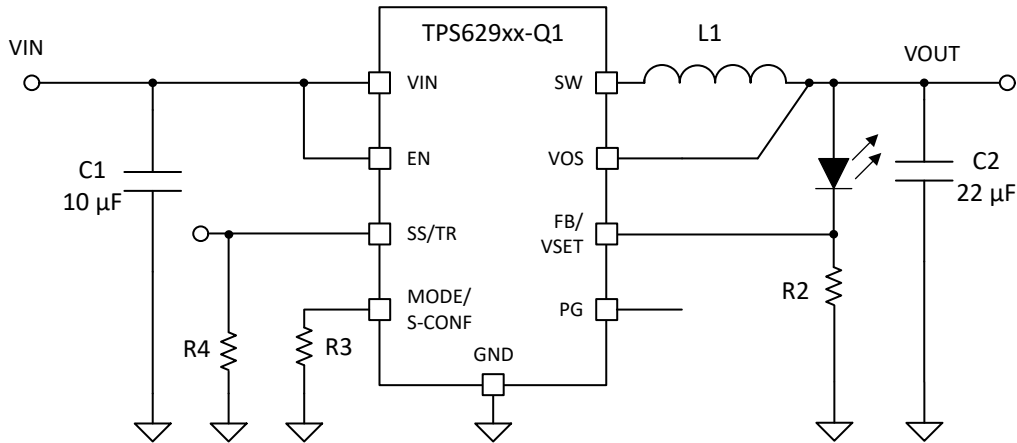 TPS629xx-Q1
L1
VIN
VOUT
VIN
SW
EN
VOS
C1
10 µF
C2
22 µF
SS/TR
FB/
VSET
R2
MODE/
S-CONF
PG
R4
R3
GND